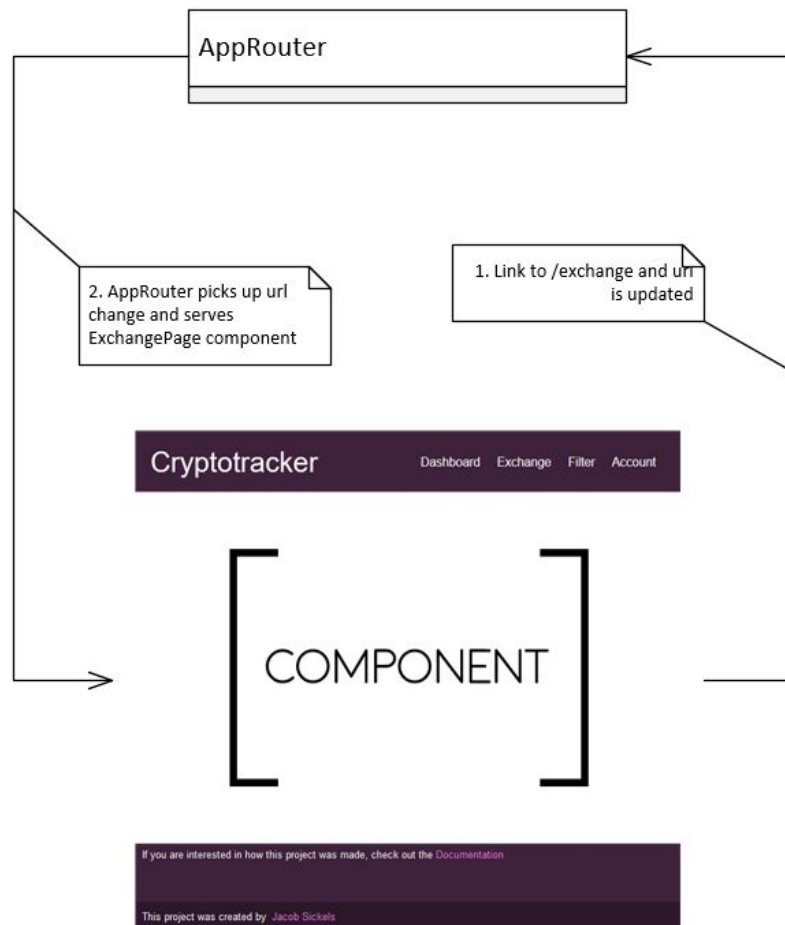 AppRouter
2. AppRouter picks up url
change and serves
ExchangePage component
1. Link to /exchange and url
is updated
Cryptotracker Dashboard Exchange Filter Account
COMPONENT
If you are interested in how this project was made, check out the Documentation
This project was created by Jacob Sickels